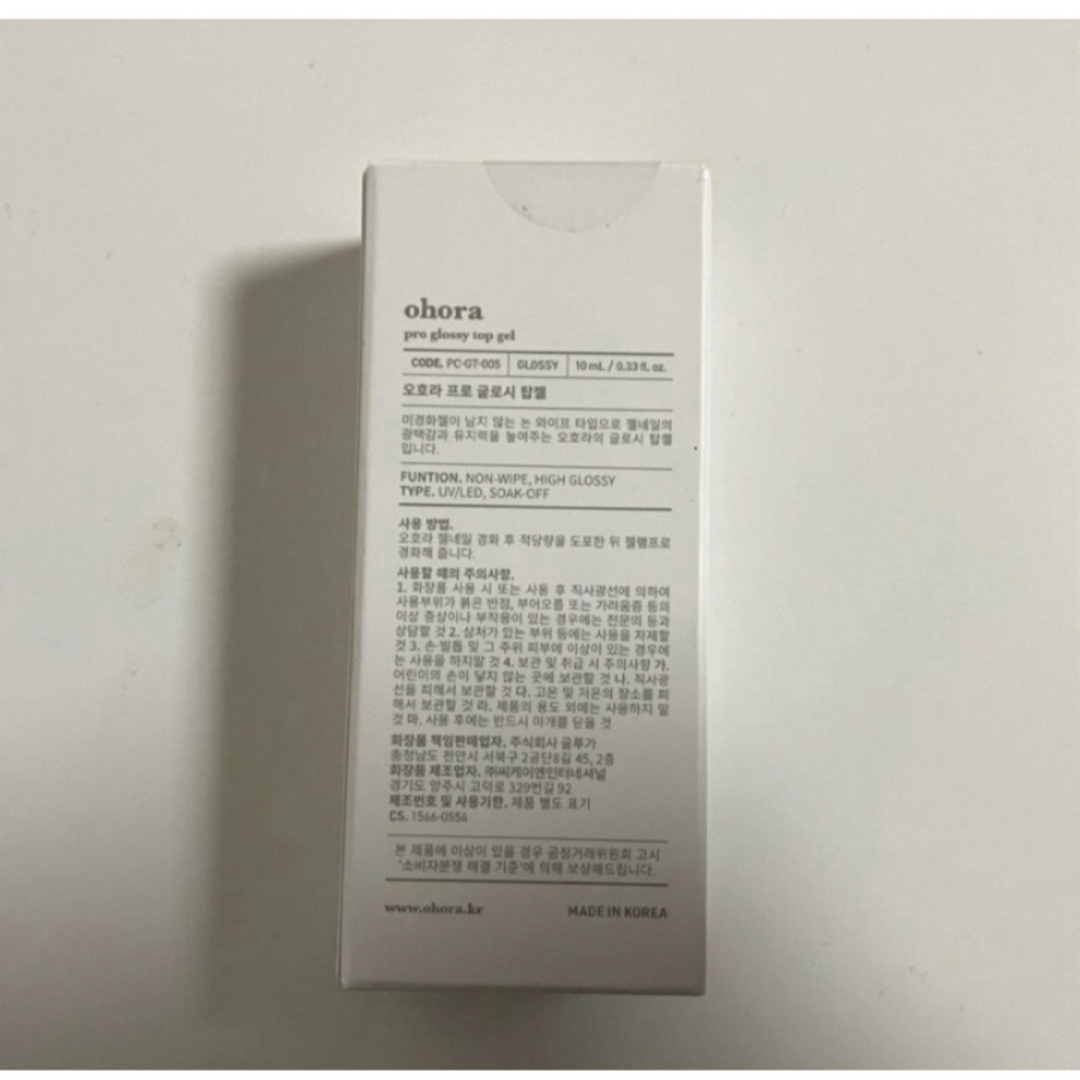 ohora
pro glossy top gel
CODE. PC-GT-005 GLOSSY 10 mL / 0.33 fl. oz.
오호라 프로 글로시 탑젤
미경화젤이 남지 않는 논 와이프 타입으로 젤네일의
광택감과 유지력을 높여주는 오호라의 글로시 탑젤
입니다.
FUNTION. NON-WIPE, HIGH GLOSSY
TYPE. UV/LED, SOAK-OFF
사용 방법.
오호라 젤네일 경화 후 적당량을 도포한 뒤 젤램프로
경화해 줍니다.
사용할 때의 주의사항.
1. 화장품 사용 시 또는 사용 후 직사광선에 의하여
사용부위가 붉은 반점, 부어오름 또는 가려움증 등의
이상 증상이나 부작용이 있는 경우에는 전문의 등과
상담할 것 2. 상처가 있는 부위 등에는 사용을 자제할
것 3. 손·발톱 및 그 주위 피부에 이상이 있는 경우에
는 사용을 하지말 것 4. 보관 및 취급 시 주의사항 가.
어린이의 손이 닿지 않는 곳에 보관할 것 나. 직사광
선을 피해서 보관할 것 다. 고온 및 저온의 장소를 피
해서 보관할 것 라. 제품의 용도 외에는 사용하지 말
것 마. 사용 후에는 반드시 마개를 닫을 것
화장품 책임판매업자. 주식회사 글루가
충청남도 천안시 서북구 2공단8길 45, 2층
화장품 제조업자. ㈜씨케이엔인터네셔널
경기도 양주시 고덕로 329번길 92
제조번호 및 사용기한. 제품 별도 표기
CS. 1566-0554
본 제품에 이상이 있을 경우 공정거래위원회 고시
'소비자분쟁 해결 기준'에 의해 보상해드립니다.
www.ohora.kr MADE IN KOREA